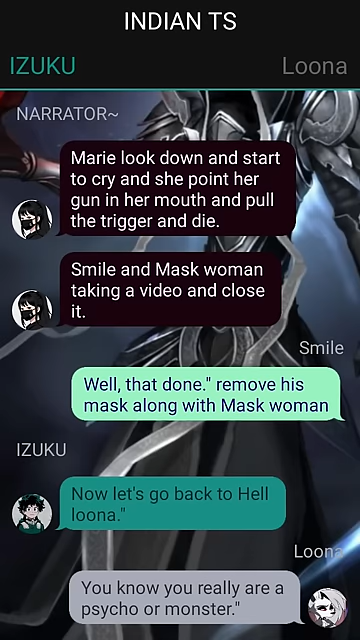 INDIAN TS
IZUKU
Loona
NARRATOR~
Marie look down and start
to cry and she point her
gun in her mouth and pull
the trigger and die.
Smile and Mask woman
taking a video and close
it.
Smile
Well, that done." remove his
mask along with Mask woman
IZUKU
Now let's go back to Hell
loona."
Loona
You know you really are a
psycho or monster."